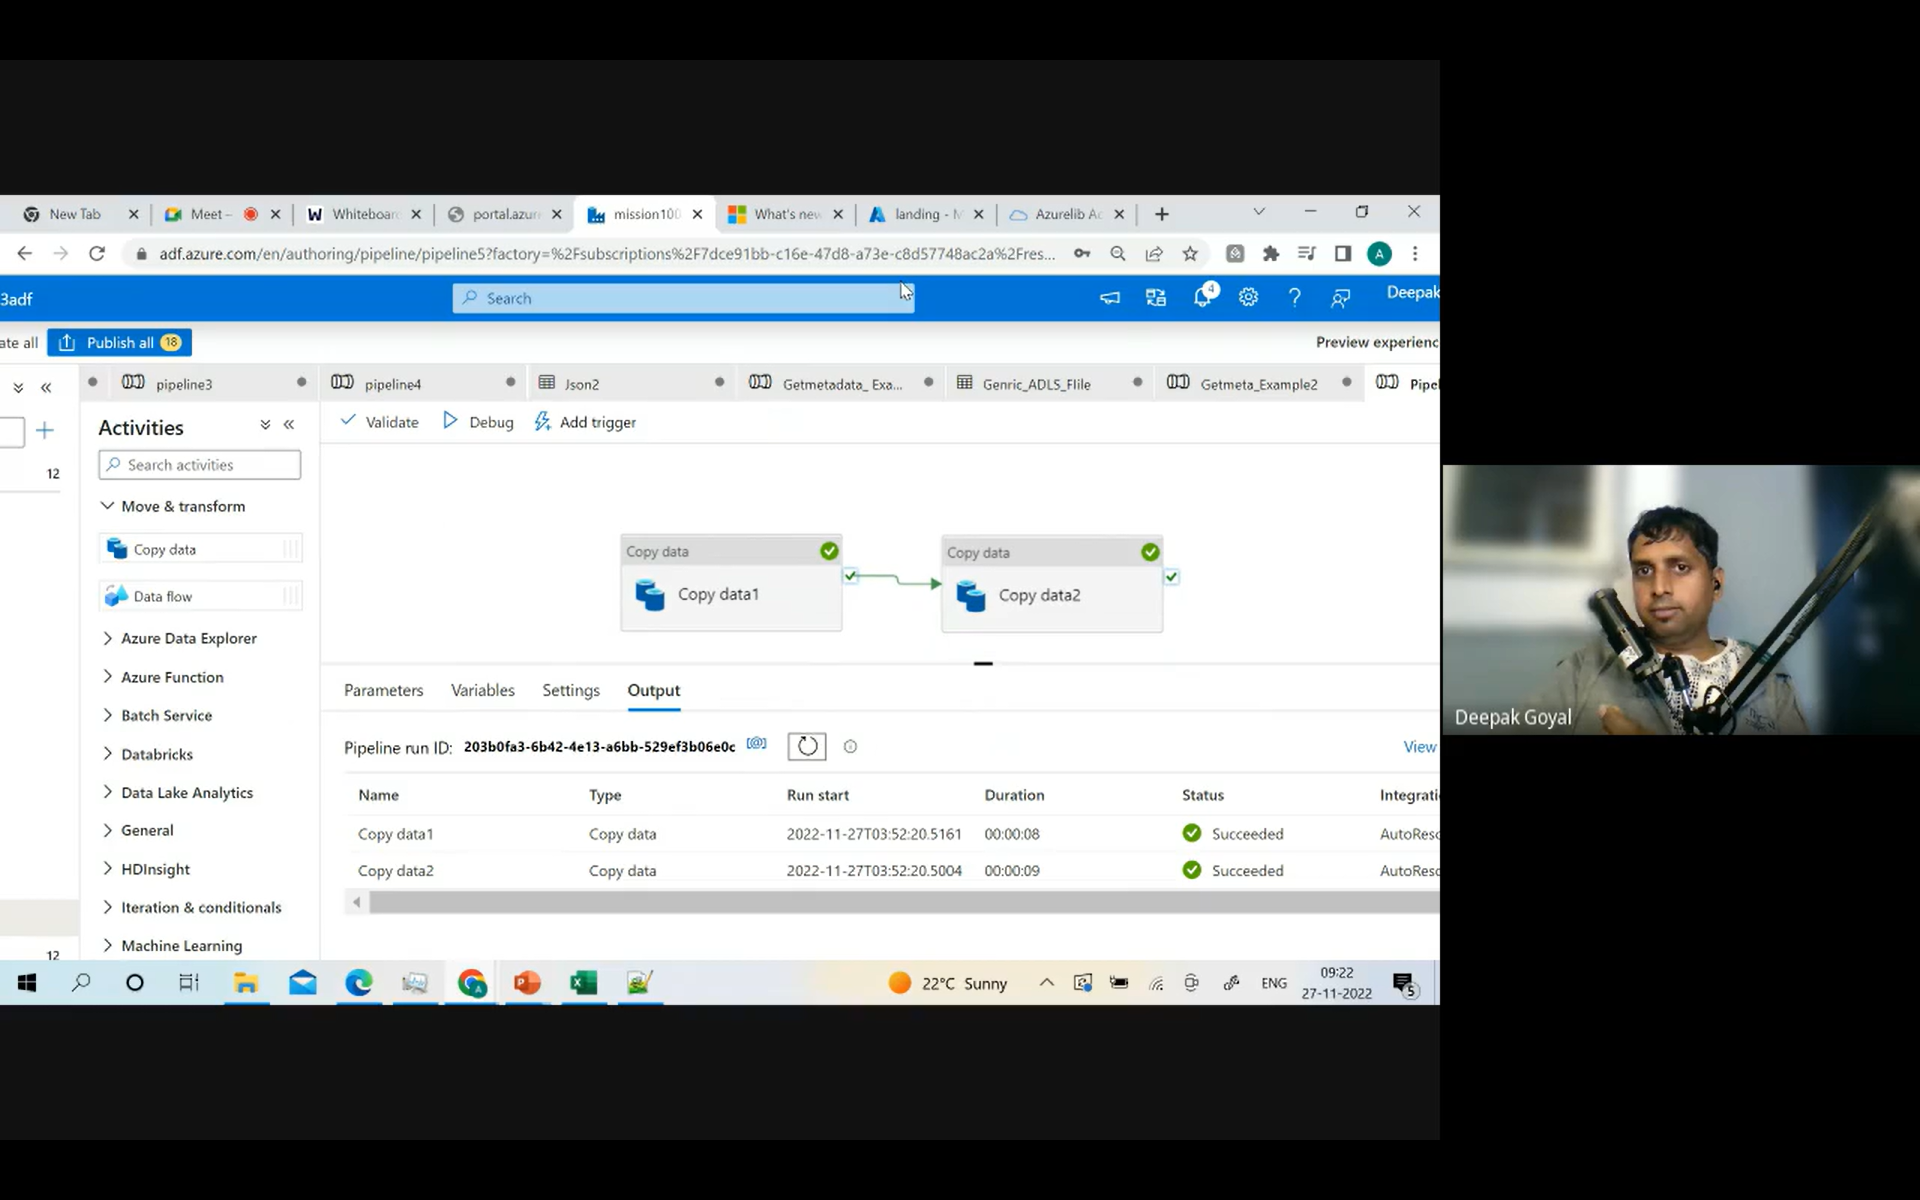 New Tab
Meet –
Whiteboar
portal.azur
mission100
What's new
landing - M
Azurelib Ac
adf.azure.com/en/authoring/pipeline/pipeline5?factory=%2Fsubscriptions%2F7dce91bb-c16e-47d8-a73e-c8d57748ac2a%2Fres...
A
3adf
Search
4
Deepak
ate all
Publish all 18
Preview experienc
pipeline3
pipeline4
Json2
Getmetadata_ Exa...
Genric_ADLS_FIile
Getmeta_Example2
Pipel
Activities
Validate
Debug
Add trigger
Search activities
12
Move & transform
Copy data
Data flow
Azure Data Explorer
Azure Function
Batch Service
Databricks
Data Lake Analytics
General
HDInsight
Iteration & conditionals
Machine Learning
12
Copy data
Copy data1
Copy data
Copy data2
Parameters
Variables
Settings
Output
Pipeline run ID: 203b0fa3-6b42-4e13-a6bb-529ef3b06e0c
View
Name Type Run start Duration Status Integrati
Copy data1 Copy data 2022-11-27T03:52:20.5161 00:00:08 Succeeded AutoReso
Copy data2 Copy data 2022-11-27T03:52:20.5004 00:00:09 Succeeded AutoReso
22°C Sunny
ENG
09:22
27-11-2022
5
Deepak Goyal